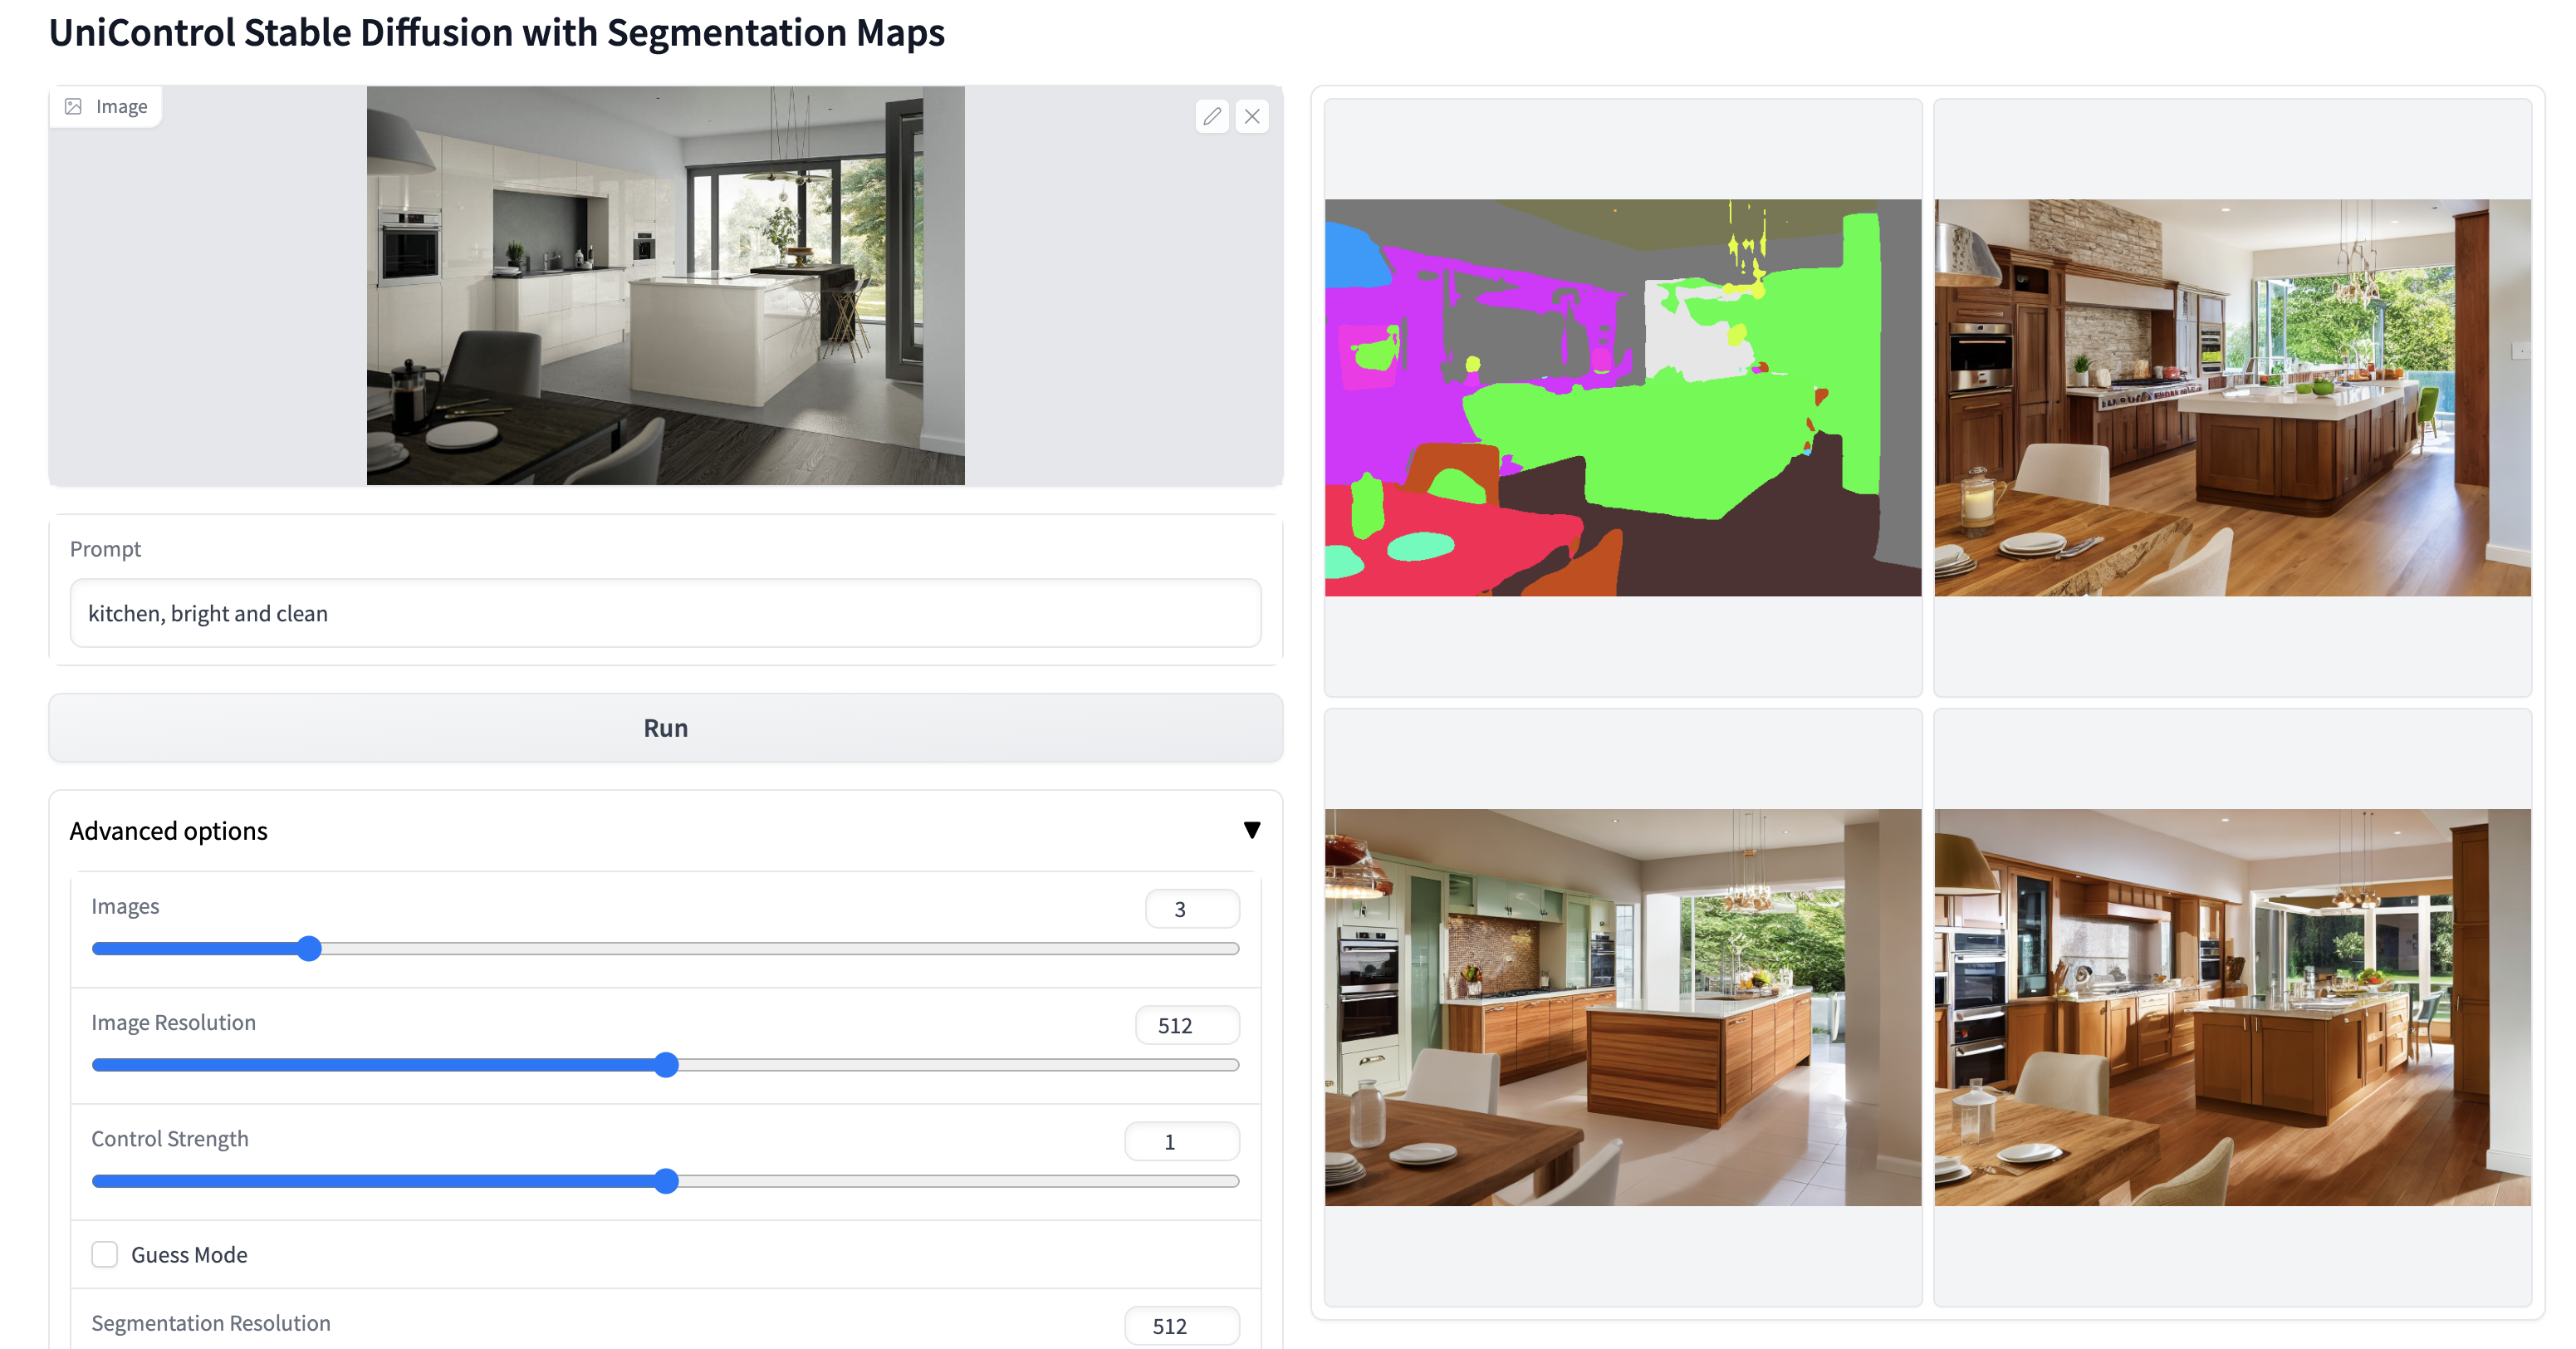 UniControl Stable Diffusion with Segmentation Maps
Image
Prompt
kitchen, bright and clean
Run
Advanced options
Images
3
Image Resolution
512
Control Strength
1
Guess Mode
Segmentation Resolution
512